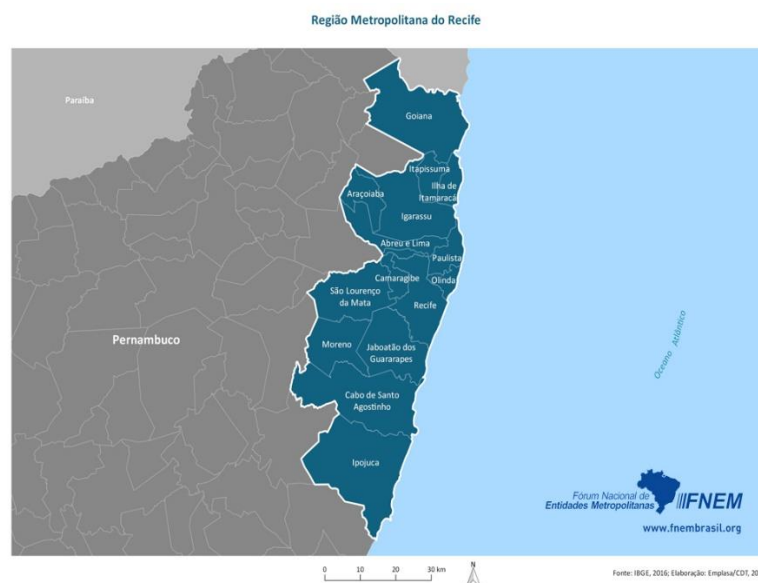 Região Metropolitana do Recife
Paraíba
Goiana
Itapissuma
Araçoiaba
Ilha de
Itamaracá
Igarassu
Abreu e Lima
Paulista
Camaragibe
Olinda
São Lourenço
da Mata
Recife
Pernambuco
Moreno
Jaboatão dos
Guararapes
Oceano Atlântico
Cabo de Santo
Agostinho
Ipojuca
Fórum Nacional de
Entidades Metropolitanas
FNEM
www.fnembrasil.org
0 10 20 30 km
N
Fonte: IBGE, 2016; Elaboração: Emplasa/CDT, 20